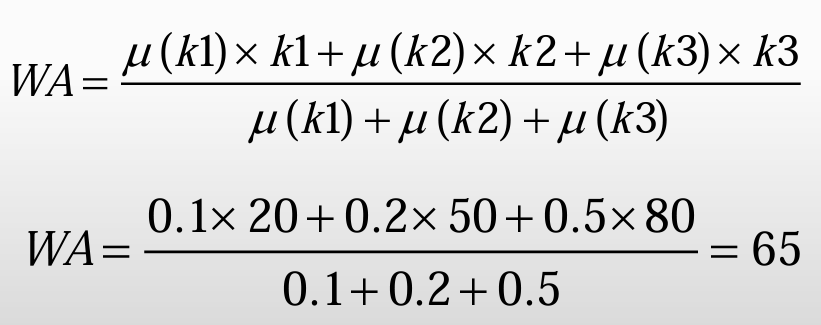 WA = μ(k1) × k1 + μ(k2) × k2 + μ(k3) × k3
μ(k1) + μ(k2) + μ(k3)
WA = 0.1 × 20 + 0.2 × 50 + 0.5 × 80 = 65
0.1 + 0.2 + 0.5